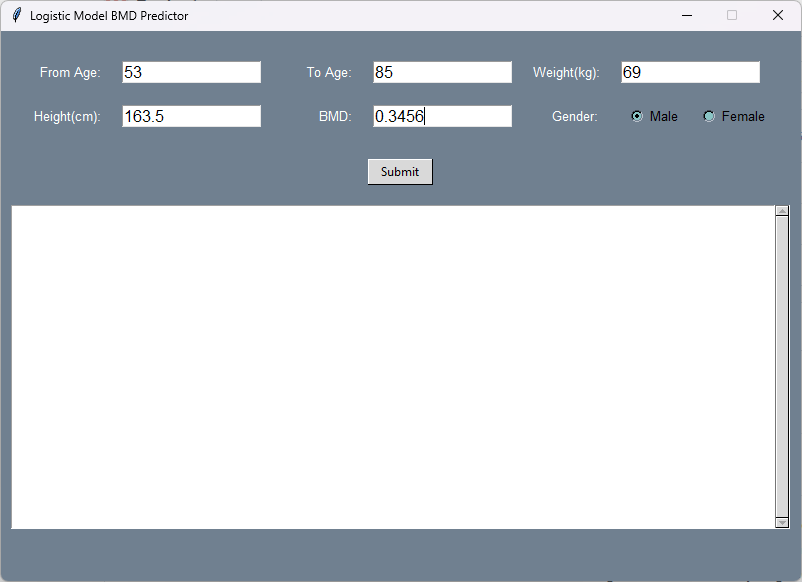 Logistic Model BMD Predictor
From Age: 53 To Age: 85 Weight(kg): 69
Height(cm): 163.5 BMD: 0.3456 Gender: Male Female
Submit